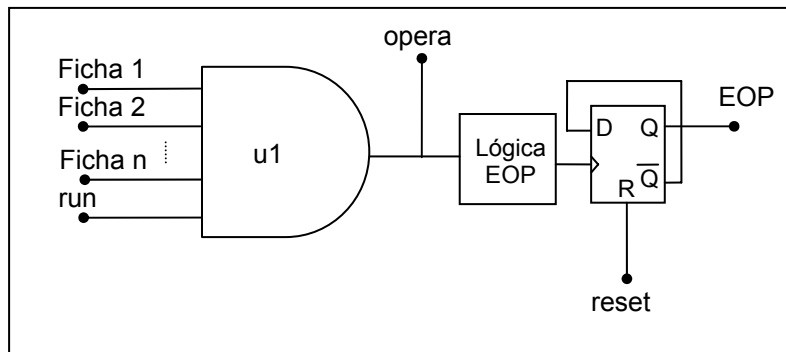 opera
Ficha 1
Ficha 2
Ficha n
run
u1
Lógica
EOP
D
Q
Q
R
EOP
reset